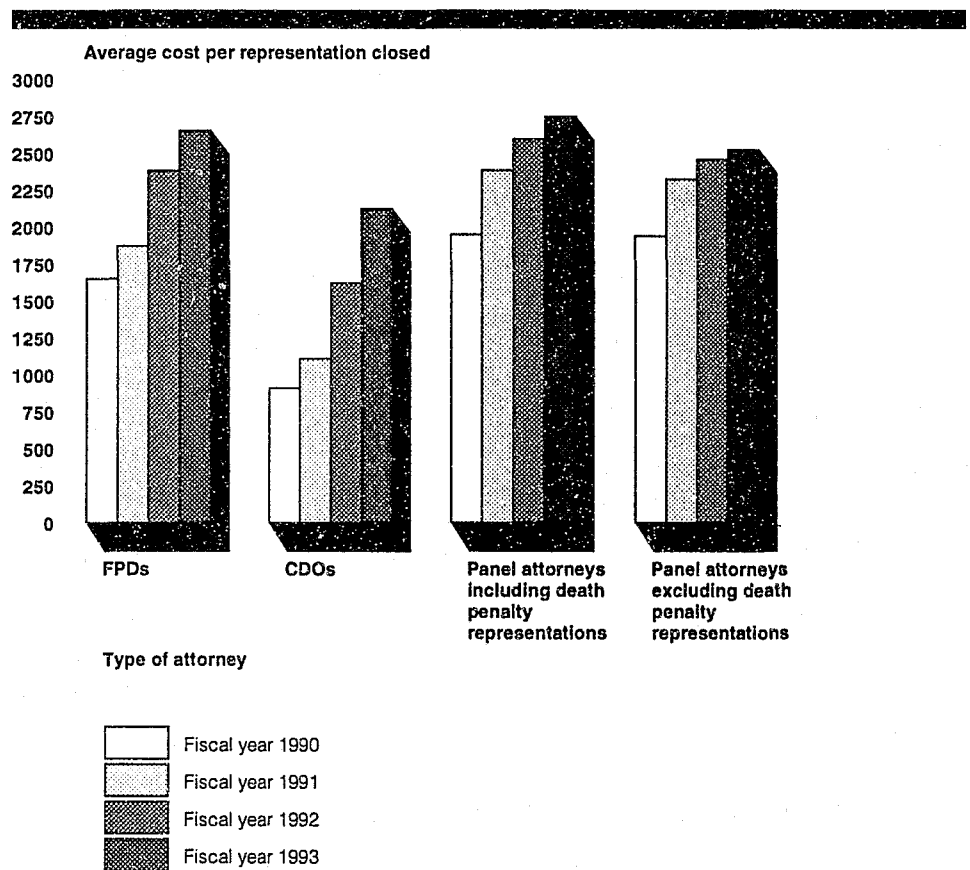 Average cost per representation closed
3000
2750
2500
2250
2000
1750
1500
1250
1000
750
500
250
0
FPDs
CDOs
Panel attorneys
including death
penalty
representations
Panel attorneys
excluding death
penalty
representations
Type of attorney
Fiscal year 1990
Fiscal year 1991
Fiscal year 1992
Fiscal year 1993